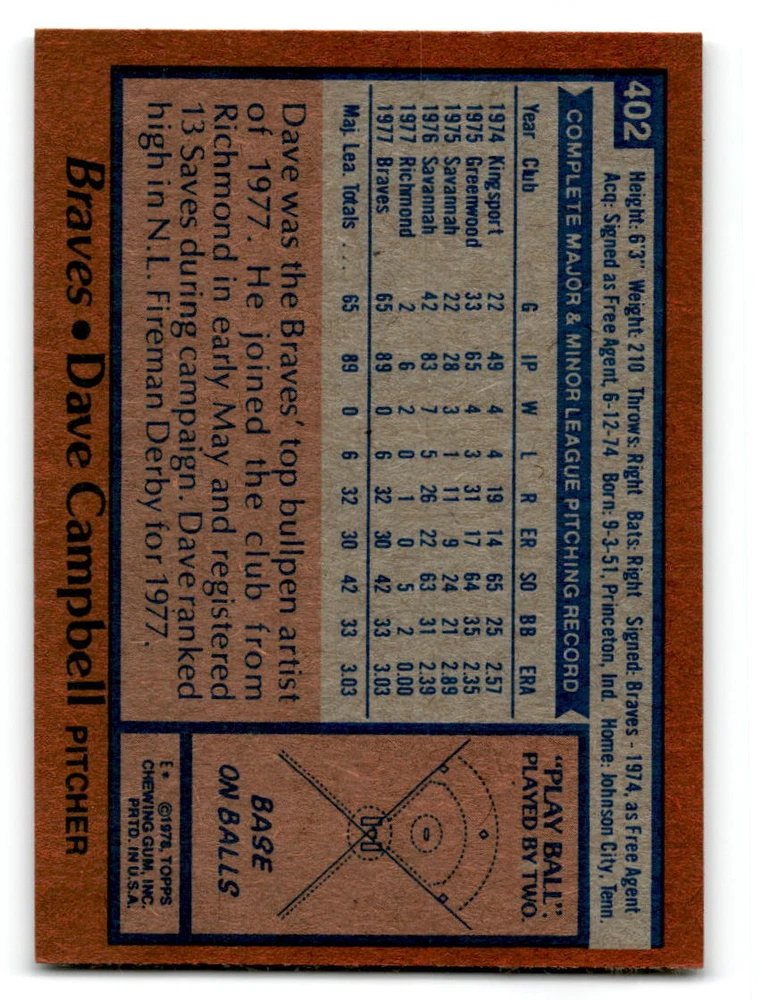 402
Height: 6'3" Weight: 210 Throws: Right Bats: Right Signed: Braves - 1974, as Free Agent
Acq: Signed as Free Agent, 6-12-74 Born: 9-3-51, Princeton, Ind. Home: Johnson City, Tenn.
COMPLETE MAJOR & MINOR LEAGUE PITCHING RECORD
Year Club G IP W L R ER SO BB ERA
1974 Kingsport 22 49 4 4 19 14 65 25 2.57
1975 Greenwood 33 65 4 3 31 17 64 35 2.35
1975 Savannah 22 28 3 1 11 9 24 21 2.89
1976 Savannah 42 83 7 5 26 22 63 31 2.39
1977 Richmond 2 6 2 0 1 0 5 2 0.00
1977 Braves 65 89 0 6 32 30 42 33 3.03
Maj. Lea. Totals ... 65 89 0 6 32 30 42 33 3.03
Dave was the Braves' top bullpen artist
of 1977. He joined the club from
Richmond in early May and registered
13 Saves during campaign. Dave ranked
high in N.L. Fireman Derby for 1977.
"PLAY BALL".
PLAYED BY TWO.
BASE
ON BALLS
E* ©1978, TOPPS
CHEWING GUM, INC.
PRTD. IN U.S.A.
Braves • Dave Campbell PITCHER